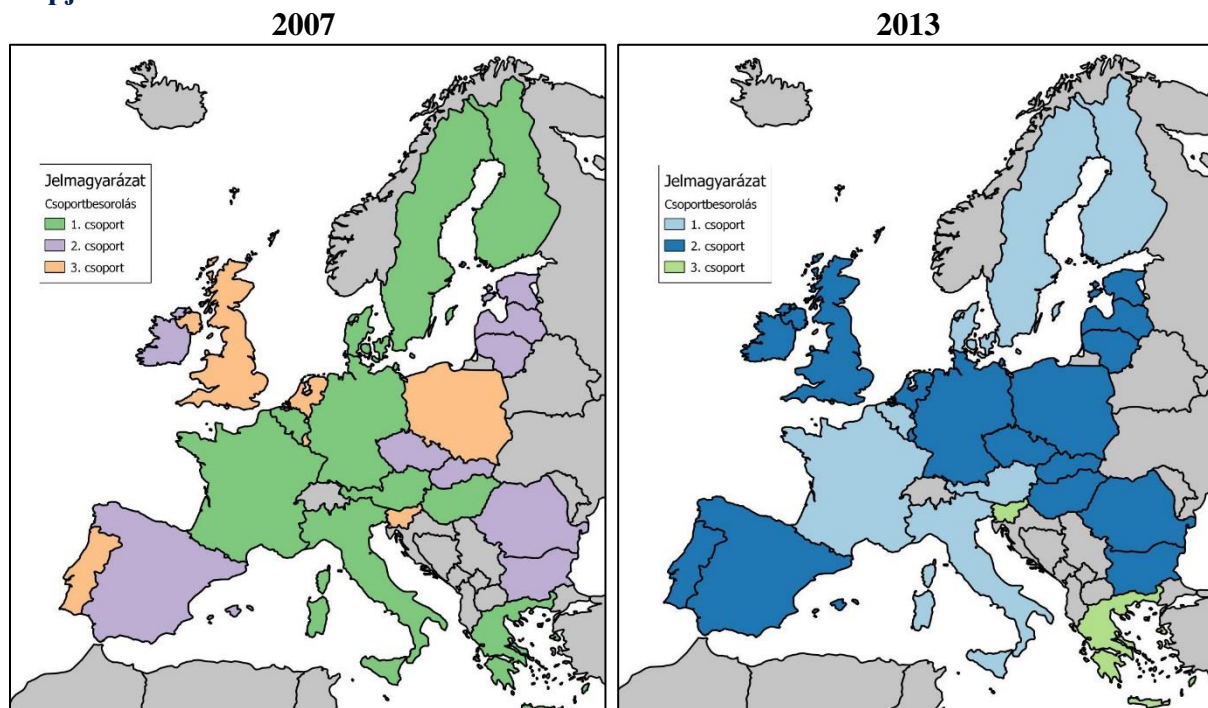 2007
2013
Jelmagyarázat
Csoportbesorolás
1. csoport
2. csoport
3. csoport
Jelmagyarázat
Csoportbesorolás
1. csoport
2. csoport
3. csoport